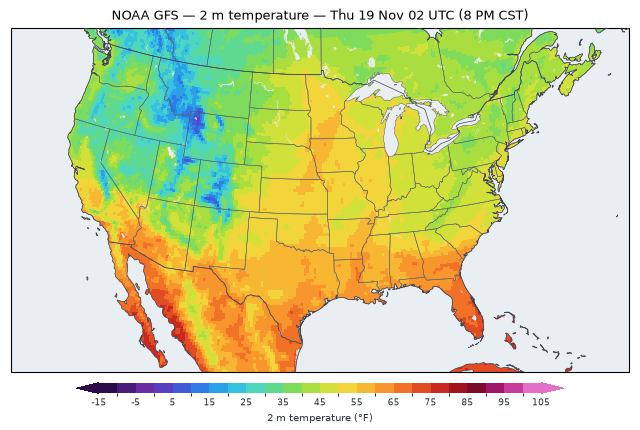 NOAA GFS — 2 m temperature — Thu 19 Nov 02 UTC (8 PM CST)
-15 -5 5 15 25 35 45 55 65 75 85 95 105
2 m temperature (°F)